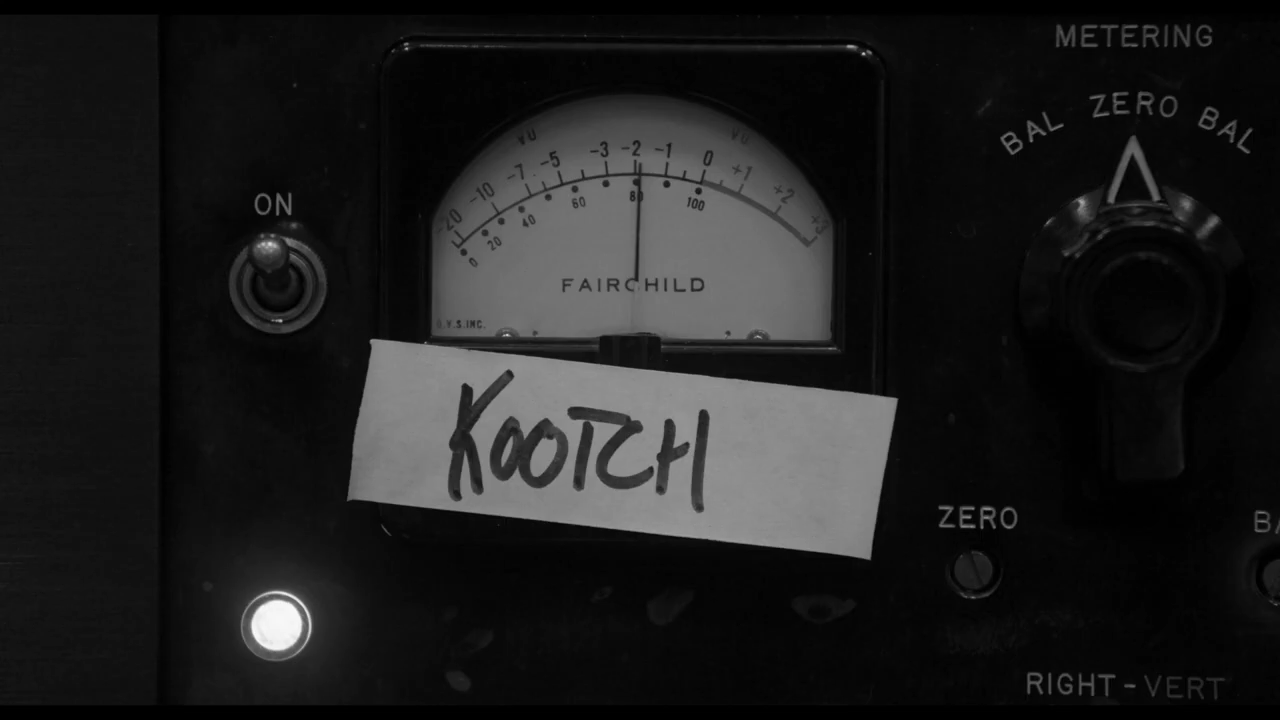 METERING
BAL ZERO BAL
ON
VU VU
-20 -10 -7 -5 -3 -2 -1 0 +1 +2 +3
0 20 40 60 80 100
FAIRCHILD
KOOTCH
ZERO
RIGHT-VERT